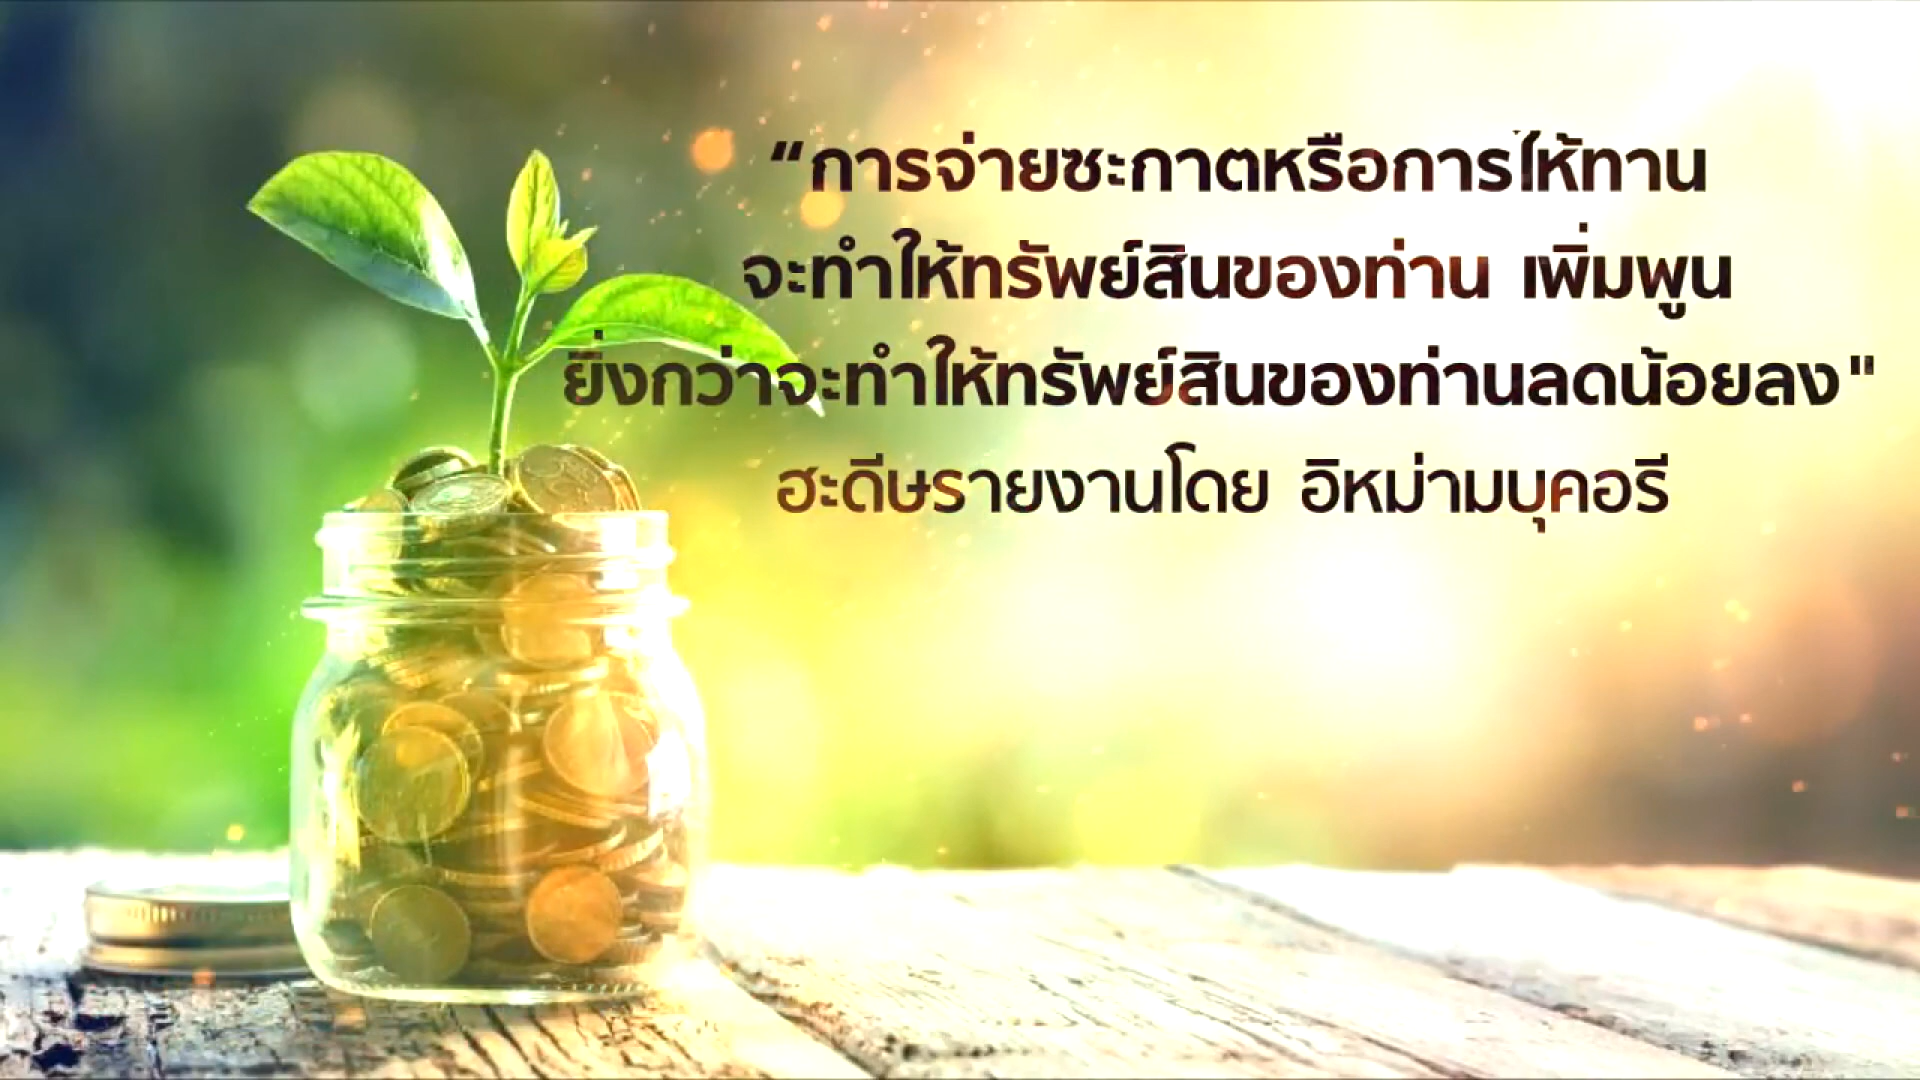 “การจ่ายซะกาตหรือการให้ทาน
จะทำให้ทรัพย์สินของท่าน เพิ่มพูน
ยิ่งกว่าจะทำให้ทรัพย์สินของท่านลดน้อยลง"
ฮะดีษรายงานโดย อิหม่ามบุคอรี